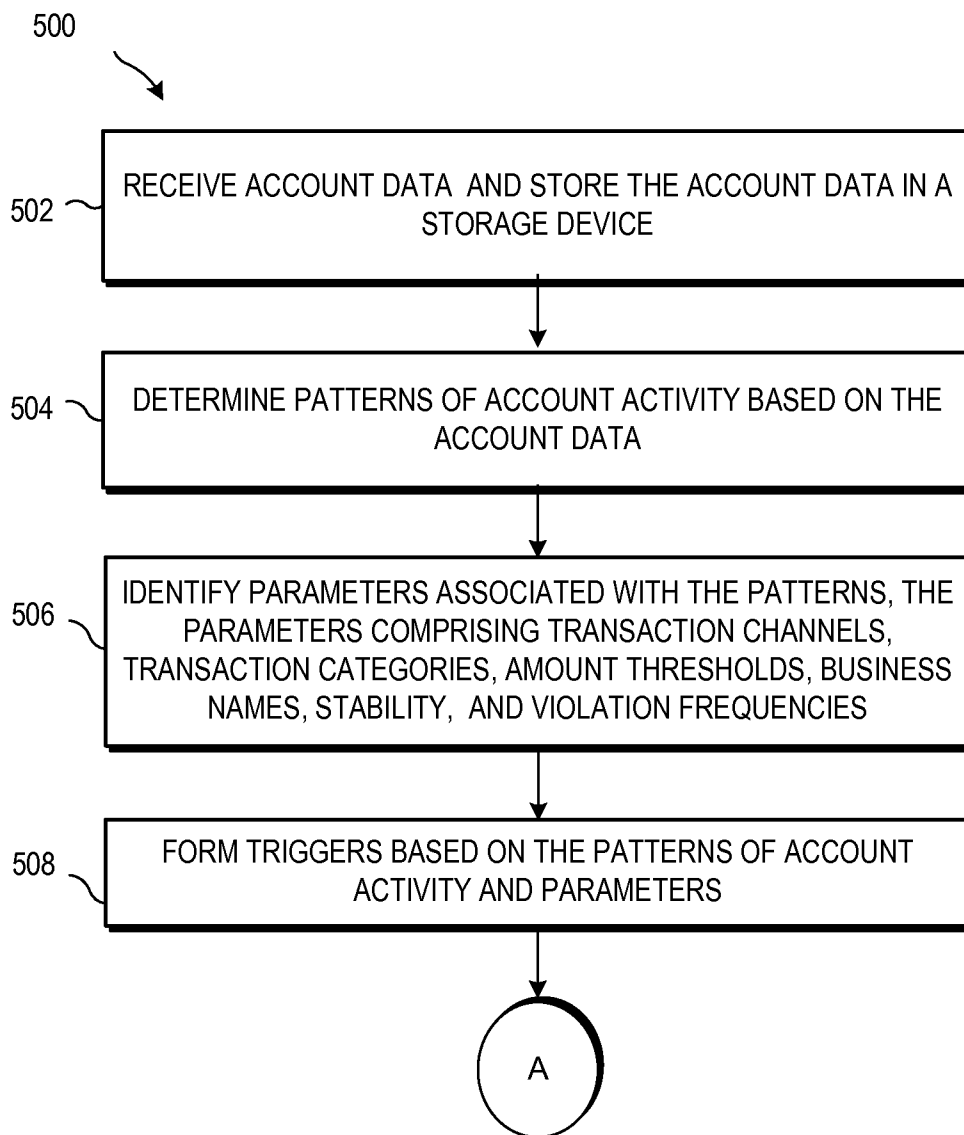 500
502
RECEIVE ACCOUNT DATA AND STORE THE ACCOUNT DATA IN A
STORAGE DEVICE
504
DETERMINE PATTERNS OF ACCOUNT ACTIVITY BASED ON THE
ACCOUNT DATA
506
IDENTIFY PARAMETERS ASSOCIATED WITH THE PATTERNS, THE
PARAMETERS COMPRISING TRANSACTION CHANNELS,
TRANSACTION CATEGORIES, AMOUNT THRESHOLDS, BUSINESS
NAMES, STABILITY, AND VIOLATION FREQUENCIES
508
FORM TRIGGERS BASED ON THE PATTERNS OF ACCOUNT
ACTIVITY AND PARAMETERS
A